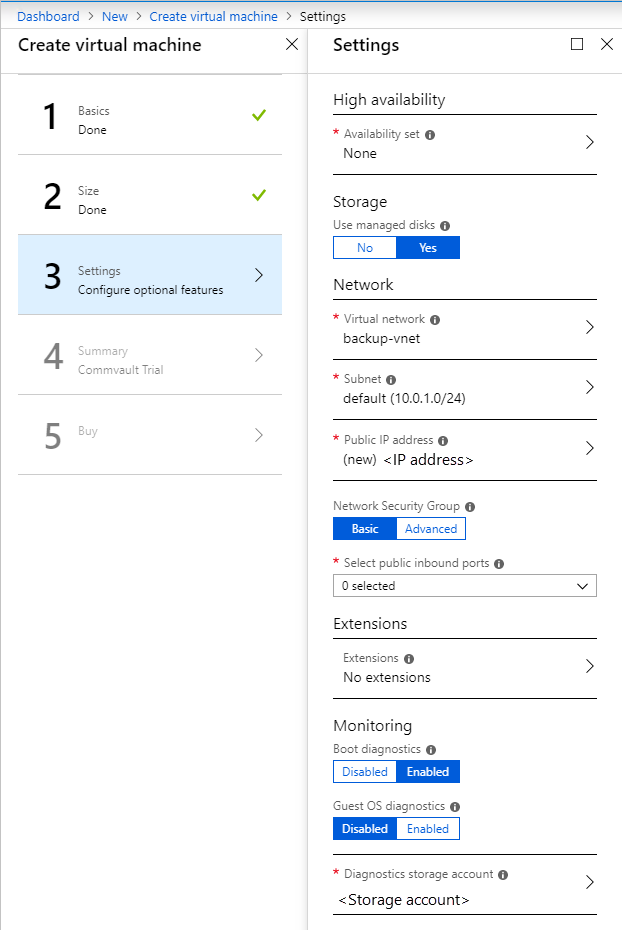 Dashboard > New > Create virtual machine > Settings
Create virtual machine
1
Basics
Done
2
Size
Done
3
Settings
Configure optional features
4
Summary
Commvault Trial
5
Buy
Settings
High availability
* Availability set
None
Storage
Use managed disks
No Yes
Network
* Virtual network
backup-vnet
* Subnet
default (10.0.1.0/24)
* Public IP address
(new) <IP address>
Network Security Group
Basic Advanced
* Select public inbound ports
0 selected
Extensions
Extensions
No extensions
Monitoring
Boot diagnostics
Disabled Enabled
Guest OS diagnostics
Disabled Enabled
* Diagnostics storage account
<Storage account>